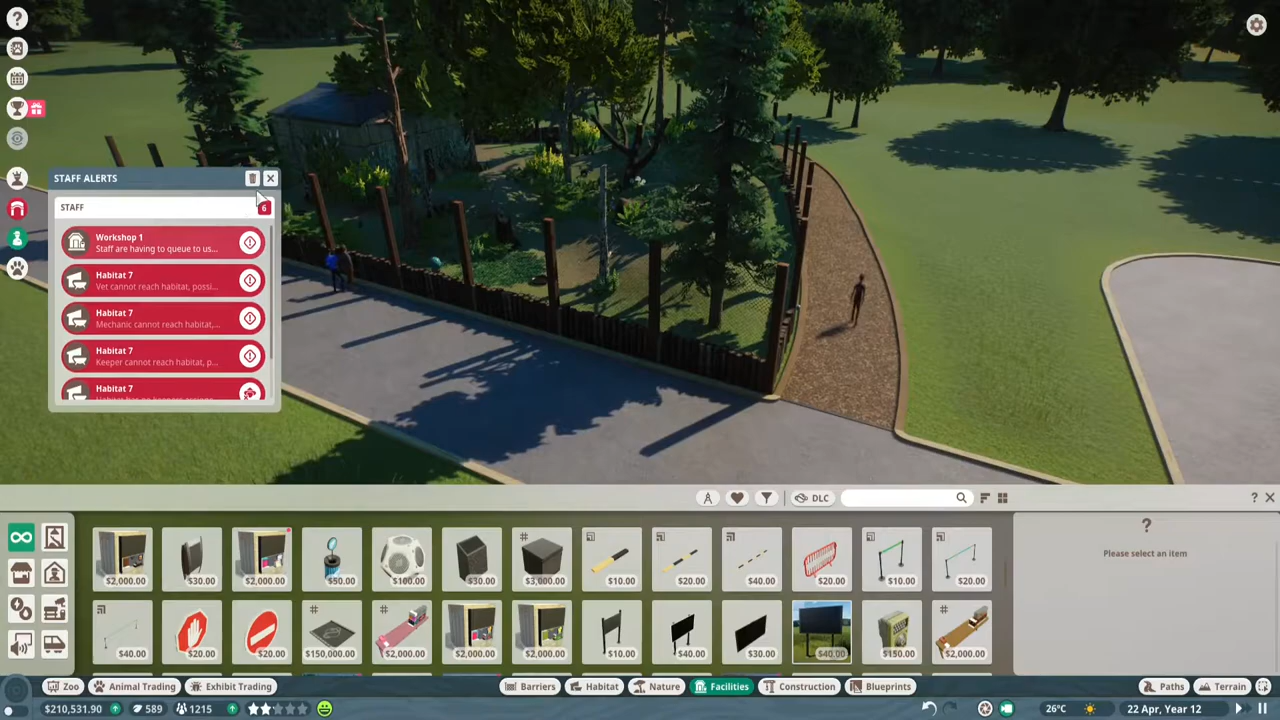 STAFF ALERTS
STAFF
6
Workshop 1
Staff are having to queue to us...
Habitat 7
Vet cannot reach habitat, possi...
Habitat 7
Mechanic cannot reach habitat,...
Habitat 7
Keeper cannot reach habitat, p...
Habitat 7
DLC
?
?
Please select an item
$2,000.00
$30.00
$2,000.00
$50.00
$100.00
$30.00
$3,000.00
$10.00
$20.00
$40.00
$20.00
$10.00
$20.00
$40.00
$20.00
$20.00
$150,000.00
$2,000.00
$2,000.00
$2,000.00
$10.00
$40.00
$30.00
$40.00
$150.00
$2,000.00
Zoo
Animal Trading
Exhibit Trading
Barriers
Habitat
Nature
Facilities
Construction
Blueprints
Paths
Terrain
$210,531.90
589
1215
26°C
22 Apr, Year 12